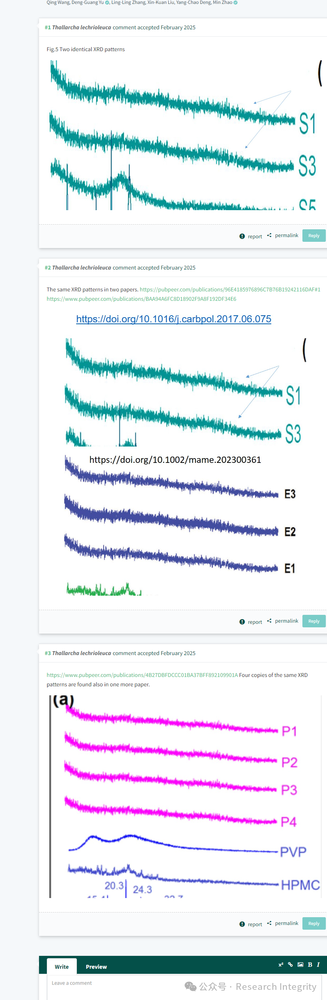 Qing Wang, Deng-Guang Yu, Ling-Ling Zhang, Xin-Kuan Liu, Yang-Chao Deng, Min Zhao
#1 Thallarcha lechrioleuca comment accepted February 2025
Fig.5 Two identical XRD patterns
(
S1
S3
S5
report permalink Reply
#2 Thallarcha lechrioleuca comment accepted February 2025
The same XRD patterns in two papers. https://pubpeer.com/publications/96E4185976896C7B76B19242116DAF#1
https://www.pubpeer.com/publications/BAA94A6FC8D18902F9A8F192DF34E6
https://doi.org/10.1016/j.carbpol.2017.06.075
(
S1
S3
https://doi.org/10.1002/mame.202300361
E3
E2
E1
report permalink Reply
#3 Thallarcha lechrioleuca comment accepted February 2025
https://www.pubpeer.com/publications/4B27DBFDCCC01BA37BFF892109901A Four copies of the same XRD
patterns are found also in one more paper.
(a)
P1
P2
P3
P4
PVP
HPMC
20.3 24.3
report permalink Reply
Write Preview x² B I
Leave a comment
公众号 · Research Integrity